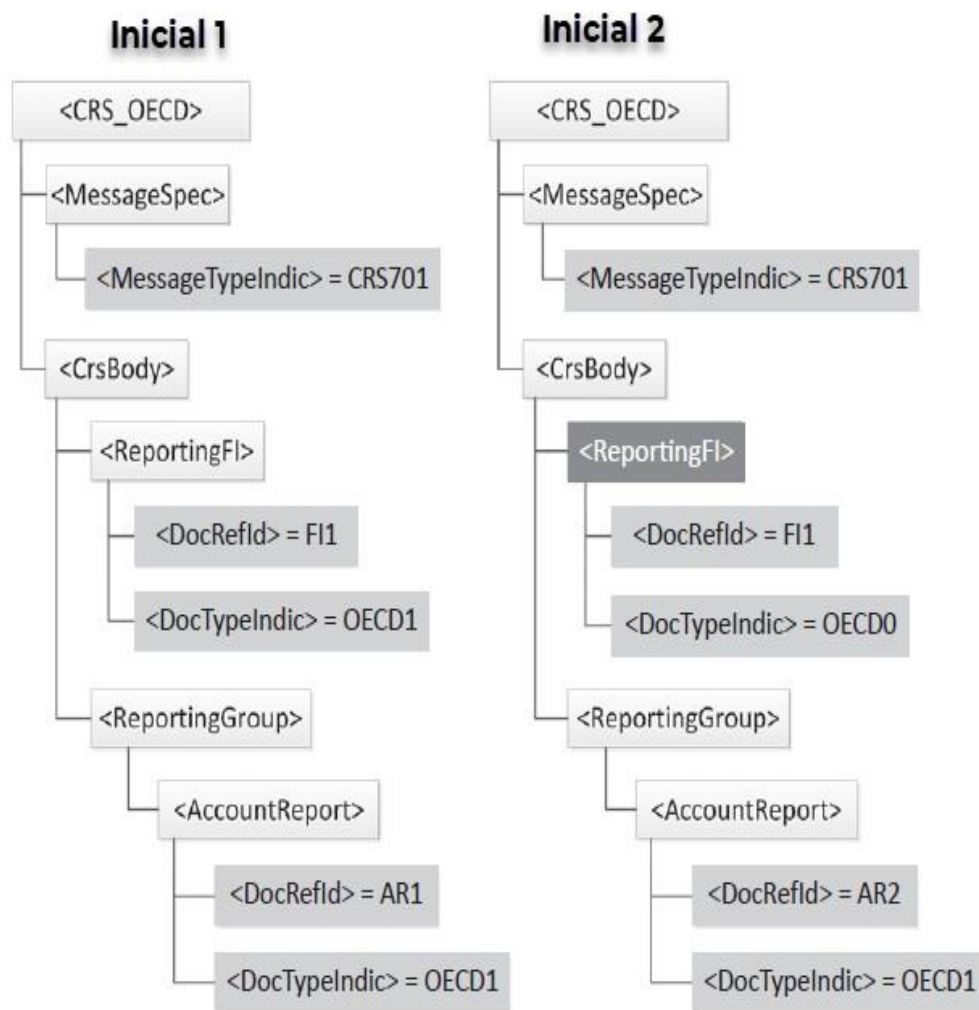 Inicial 1
<CRS_OECD>
<MessageSpec>
<MessageTypeIndic> = CRS701
<CrsBody>
<ReportingFI>
<DocRefId> = FI1
<DocTypeIndic> = OECD1
<ReportingGroup>
<AccountReport>
<DocRefId> = AR1
<DocTypeIndic> = OECD1
Inicial 2
<CRS_OECD>
<MessageSpec>
<MessageTypeIndic> = CRS701
<CrsBody>
<ReportingFI>
<DocRefId> = FI1
<DocTypeIndic> = OECD0
<ReportingGroup>
<AccountReport>
<DocRefId> = AR2
<DocTypeIndic> = OECD1